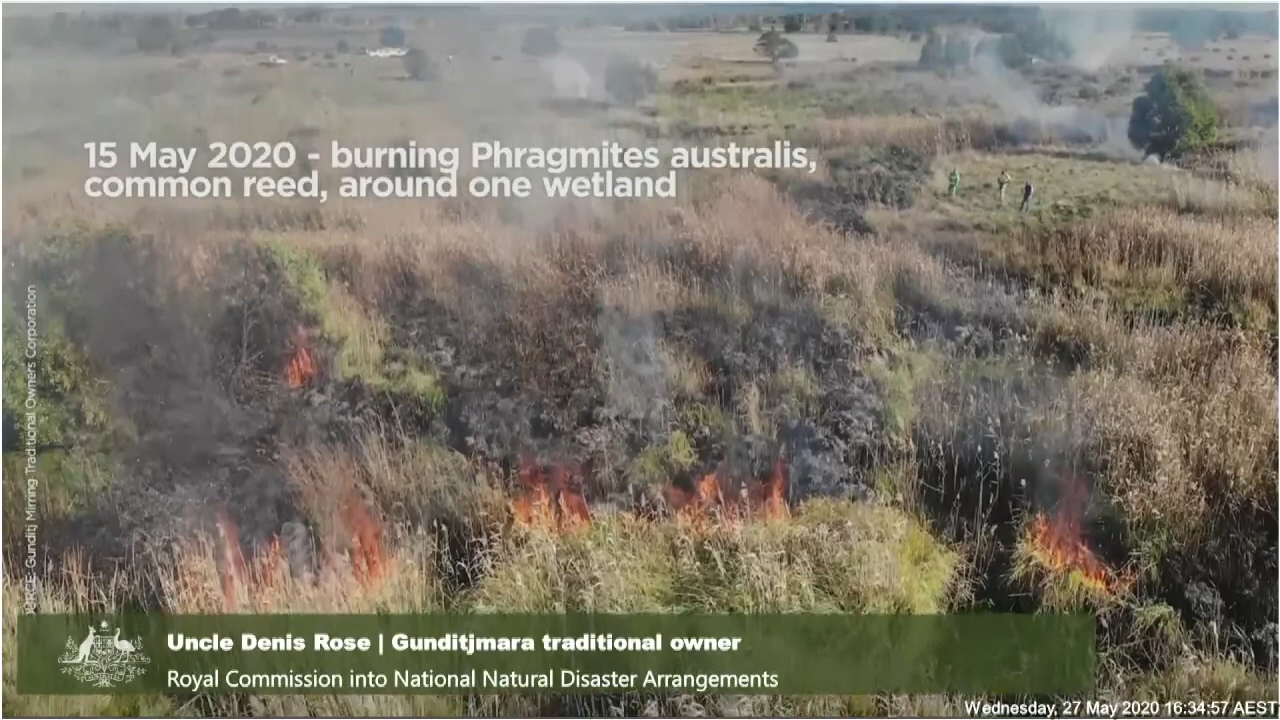 15 May 2020 - burning Phragmites australis,
common reed, around one wetland
SOURCE: Gunditj Mirring Traditional Owners Corporation
Uncle Denis Rose | Gunditjmara traditional owner
Royal Commission into National Natural Disaster Arrangements
Wednesday, 27 May 2020 16:34:57 AEST